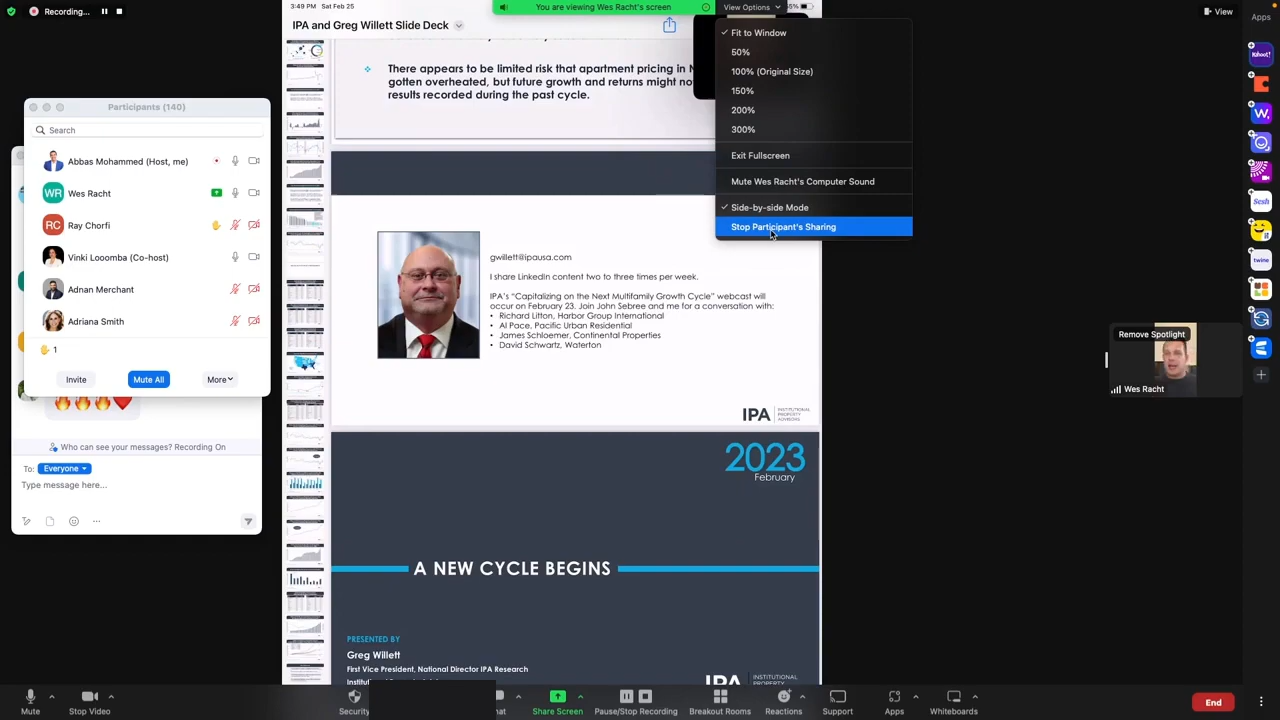 Recording...
3:49 PM Sat Feb 25
You are viewing Wes Racht's screen
View Options
View
Apps
IPA and Greg Willett Slide Deck
Fit to Window
50%
100% (Original Size)
150%
200%
300%
Exit Fullscreen
Mute Wes Racht's Computer Sound
Side-by-side Mode
Stop Participant's Sharing
There appears to be limited risk that apartment pricing in
gotten overheated, but future growth and returns might
results recorded during the past cycle.
Participants (140)
Search
Abbas Mohammed (Host, me)
WR Wes Racht
Ray Chorfi
Vinki Looomba (Co-host)
Adnan Merchant
Adriana Smith
1
Invite
Mute All
More
Who can see your messages? Recording On
To: Everyone
Type message here...
gwillett@ipausa.com
I share LinkedIn content two to three times per week.
IPA's "Capitalizing on the Next Multifamily Growth Cycle" webcast will
occur on February 23. Join John Sebree and me for a conversation with:
• Richard Litton, Harbor Group International
• Al Pace, Pacific Urban Residential
• James Schloemer, Continental Properties
• David Schwartz, Waterton
IPA INSTITUTIONAL
PROPERTY
ADVISORS
2023
February
A NEW CYCLE BEGINS
PRESENTED BY
Greg Willett
First Vice President, National Director IPA Research
IPA INSTITUTIONAL
PROPERTY
Remove Spotlight
Wes Racht
twine
Mute
Stop Video
Security
Share Screen
Pause/Stop Recording
Breakout Rooms
Reactions
Support
Apps
Whiteboards
End